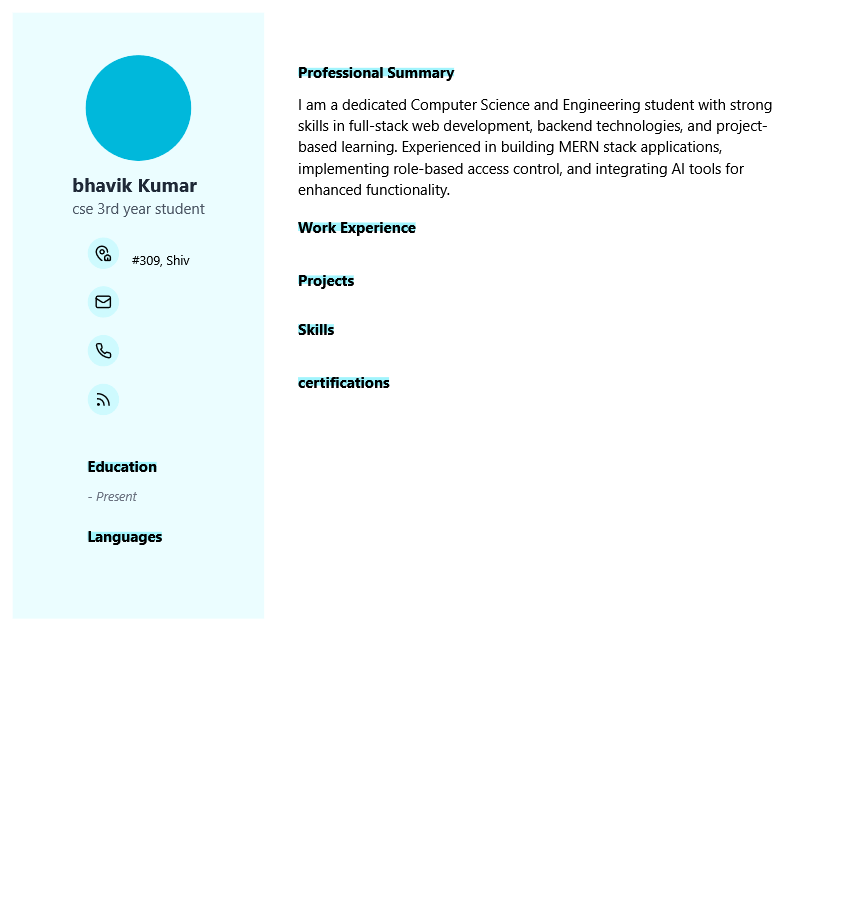 bhavik Kumar
cse 3rd year student
#309, Shiv
Education
- Present
Languages
Professional Summary
I am a dedicated Computer Science and Engineering student with strong
skills in full-stack web development, backend technologies, and project-
based learning. Experienced in building MERN stack applications,
implementing role-based access control, and integrating AI tools for
enhanced functionality.
Work Experience
Projects
Skills
certifications